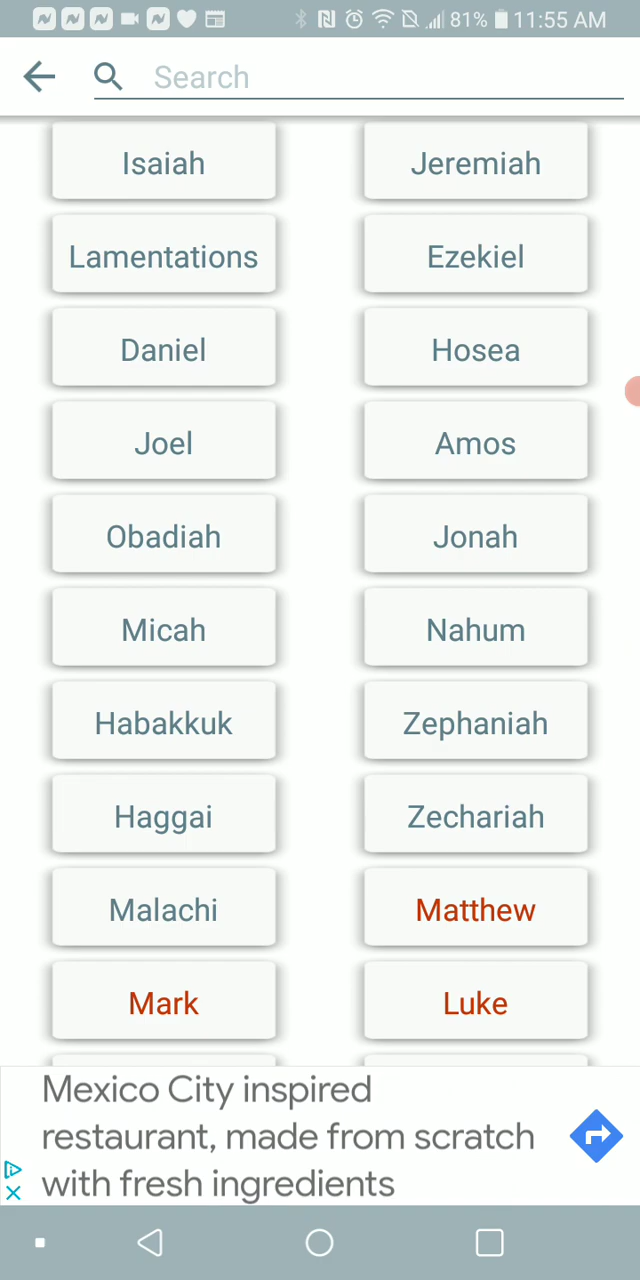 81% 11:55 AM
Search
Isaiah Jeremiah
Lamentations Ezekiel
Daniel Hosea
Joel Amos
Obadiah Jonah
Micah Nahum
Habakkuk Zephaniah
Haggai Zechariah
Malachi Matthew
Mark Luke
Mexico City inspired
restaurant, made from scratch
with fresh ingredients